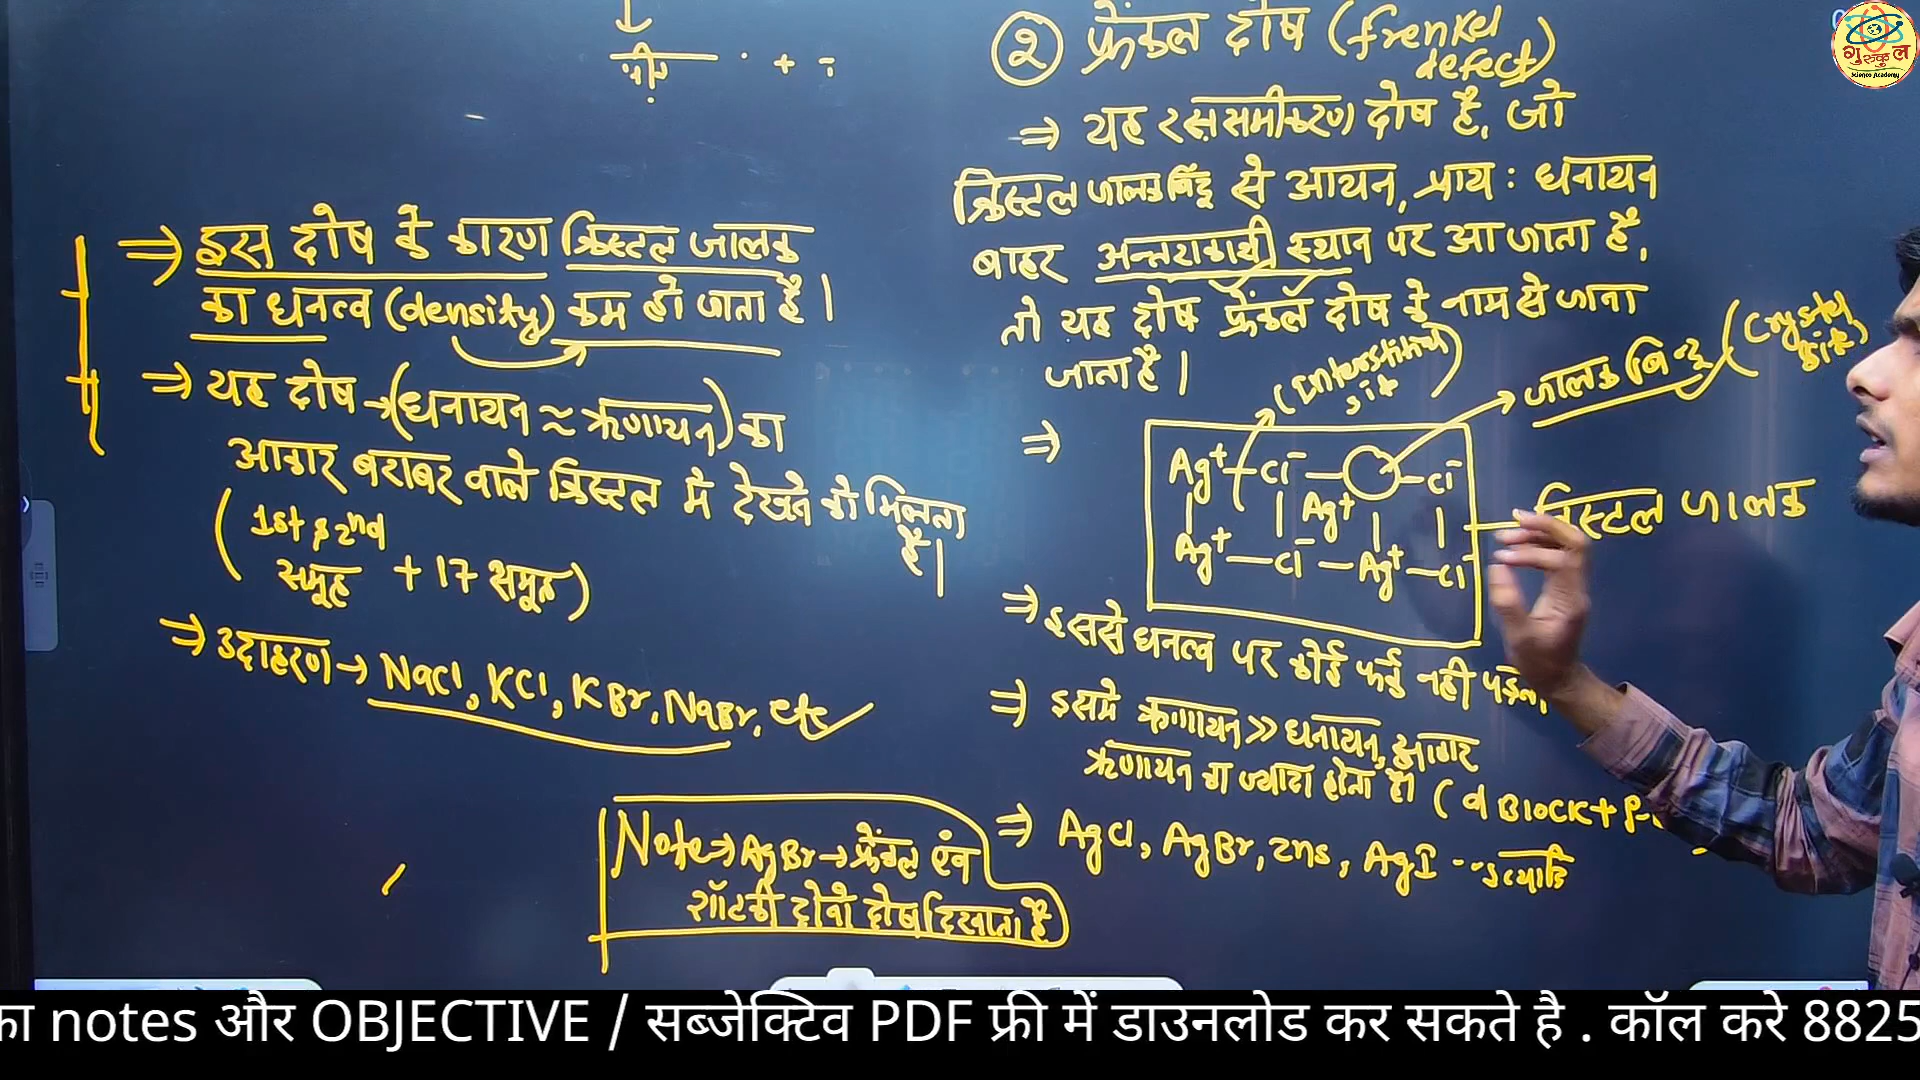 ⇒ इस दोष के कारण क्रिस्टल जालक
का धनत्व (density) कम हो जाता है।
⇒ यह दोष → (धनायन ≈ ऋणायन) का
आकार बराबर वाले क्रिस्टल में देखने को मिलता
है।
(1st & 2nd
समूह + 17 समूह)
⇒ उदाहरण → NaCl, KCl, KBr, NaBr, etc
② फ्रेंकल दोष (frenkel
defect)
⇒ यह रससमीकरण दोष है, जो
क्रिस्टल जालक बिंदु से आयन, प्राय: धनायन
बाहर अन्तराकाशी स्थान पर आ जाता है,
तो यह दोष फ्रेंकल दोष के नाम से जाना
जाता है।
(Interstitial
sit)
जालक बिन्दु (Crystal
site)
⇒
Ag⁺ — Cl⁻ — — Cl⁻
Ag⁺
Ag⁺ — Cl⁻ — Ag⁺ — Cl⁻
क्रिस्टल जालक
⇒ इससे धनत्व पर कोई फर्क नही
⇒ इसमे ऋणायन >> धनायन, आकार
ऋणायन का ज्यादा होता है। (d Block +
⇒ AgCl, AgBr, ZnS, AgI --- इत्यादि
Note → AgBr → फ्रेंकल एंव
शॉटकी दोनो दोष दिखाता है
गुरुकुल
Science Academy
का notes और OBJECTIVE / सब्जेक्टिव PDF फ्री में डाउनलोड कर सकते है . कॉल करे 8825